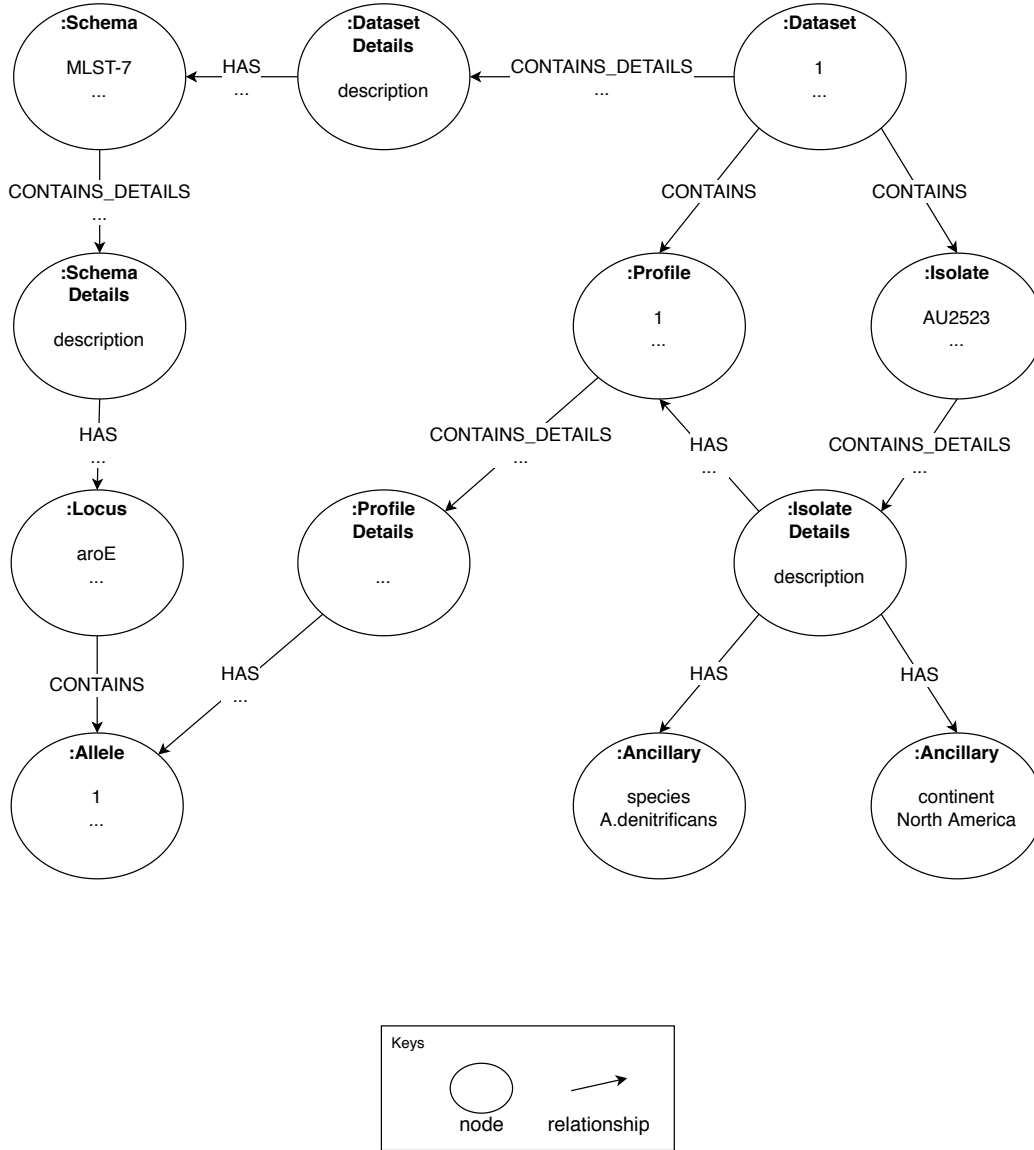 :Schema
MLST-7
...
HAS
...
:Dataset
Details
description
CONTAINS_DETAILS
...
:Dataset
1
...
CONTAINS_DETAILS
...
CONTAINS
CONTAINS
:Schema
Details
description
:Profile
1
...
:Isolate
AU2523
...
HAS
...
CONTAINS_DETAILS
...
HAS
...
CONTAINS_DETAILS
...
:Locus
aroE
...
:Profile
Details
...
:Isolate
Details
description
CONTAINS
HAS
...
HAS
HAS
:Allele
1
...
:Ancillary
species
A.denitrificans
:Ancillary
continent
North America
Keys
node
relationship